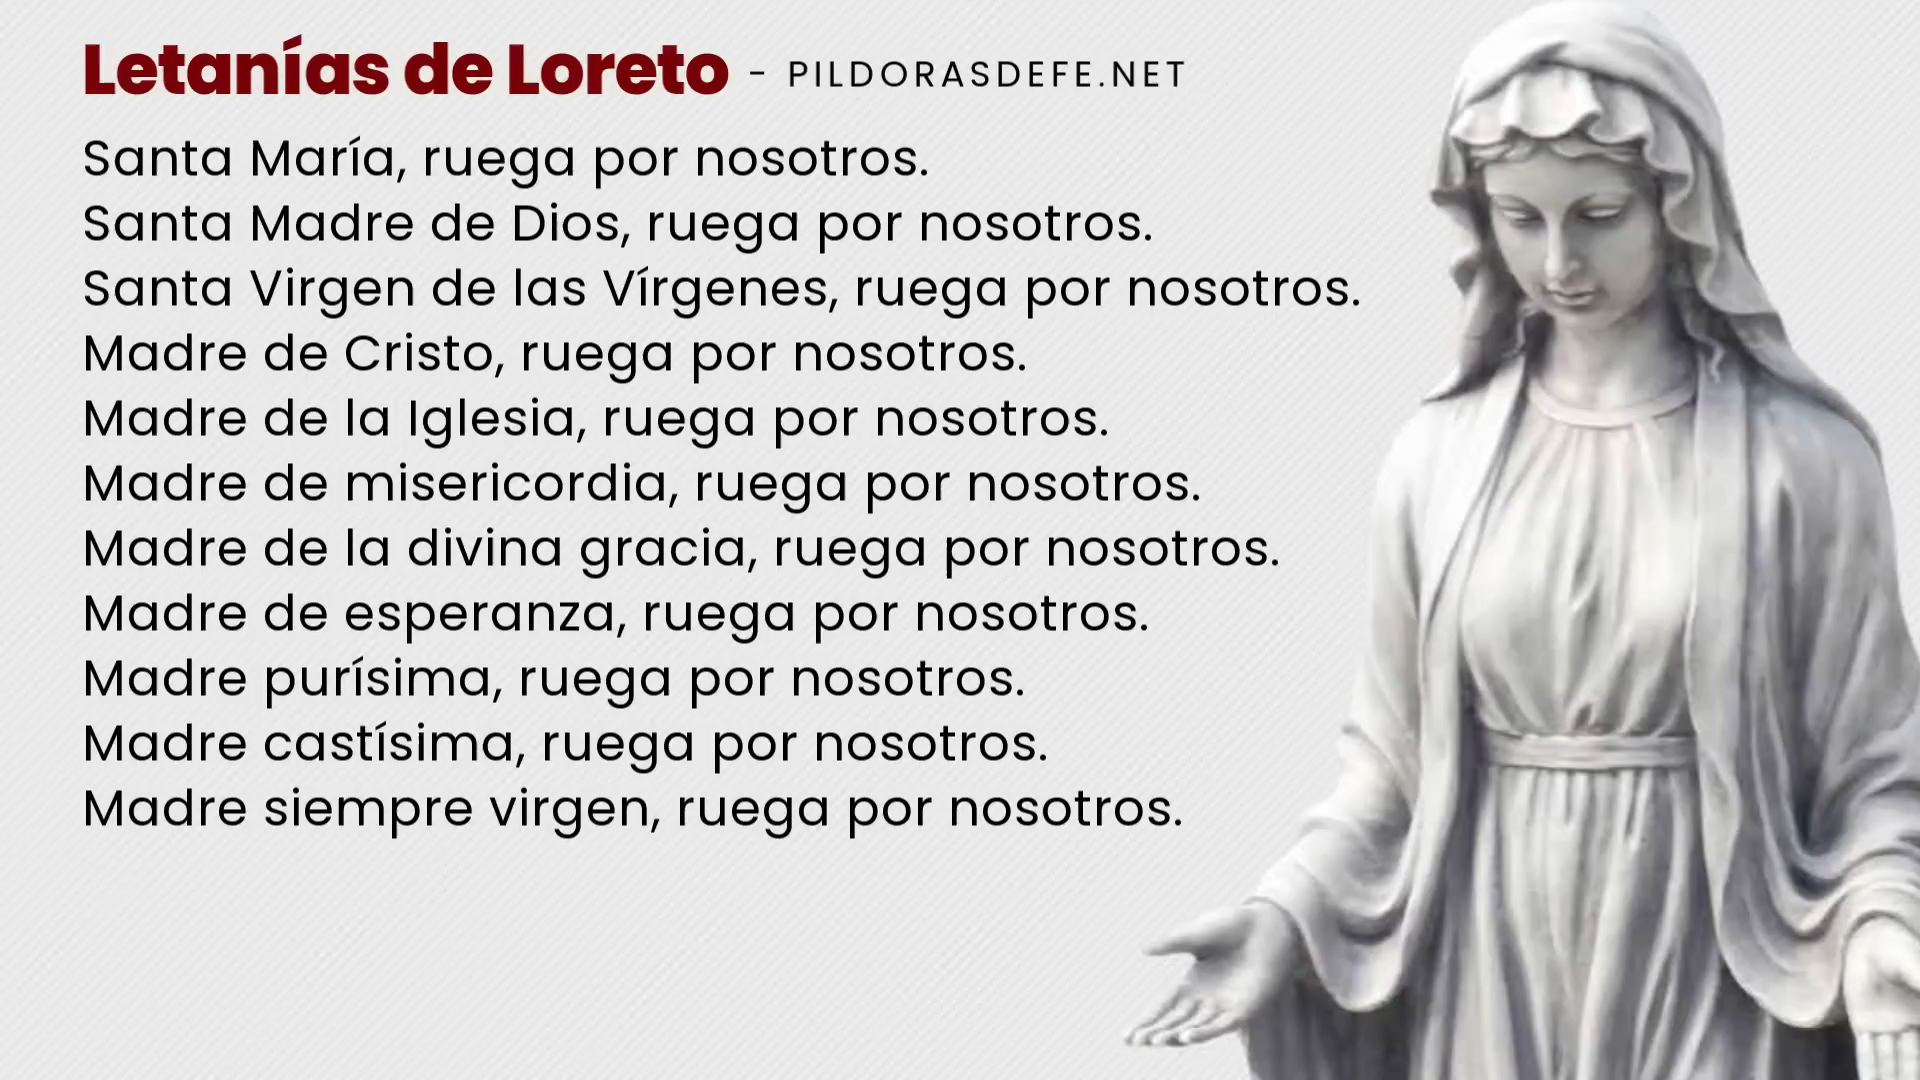 Letanías de Loreto - PILDORASDEFE.NET
Santa María, ruega por nosotros.
Santa Madre de Dios, ruega por nosotros.
Santa Virgen de las Vírgenes, ruega por nosotros.
Madre de Cristo, ruega por nosotros.
Madre de la Iglesia, ruega por nosotros.
Madre de misericordia, ruega por nosotros.
Madre de la divina gracia, ruega por nosotros.
Madre de esperanza, ruega por nosotros.
Madre purísima, ruega por nosotros.
Madre castísima, ruega por nosotros.
Madre siempre virgen, ruega por nosotros.